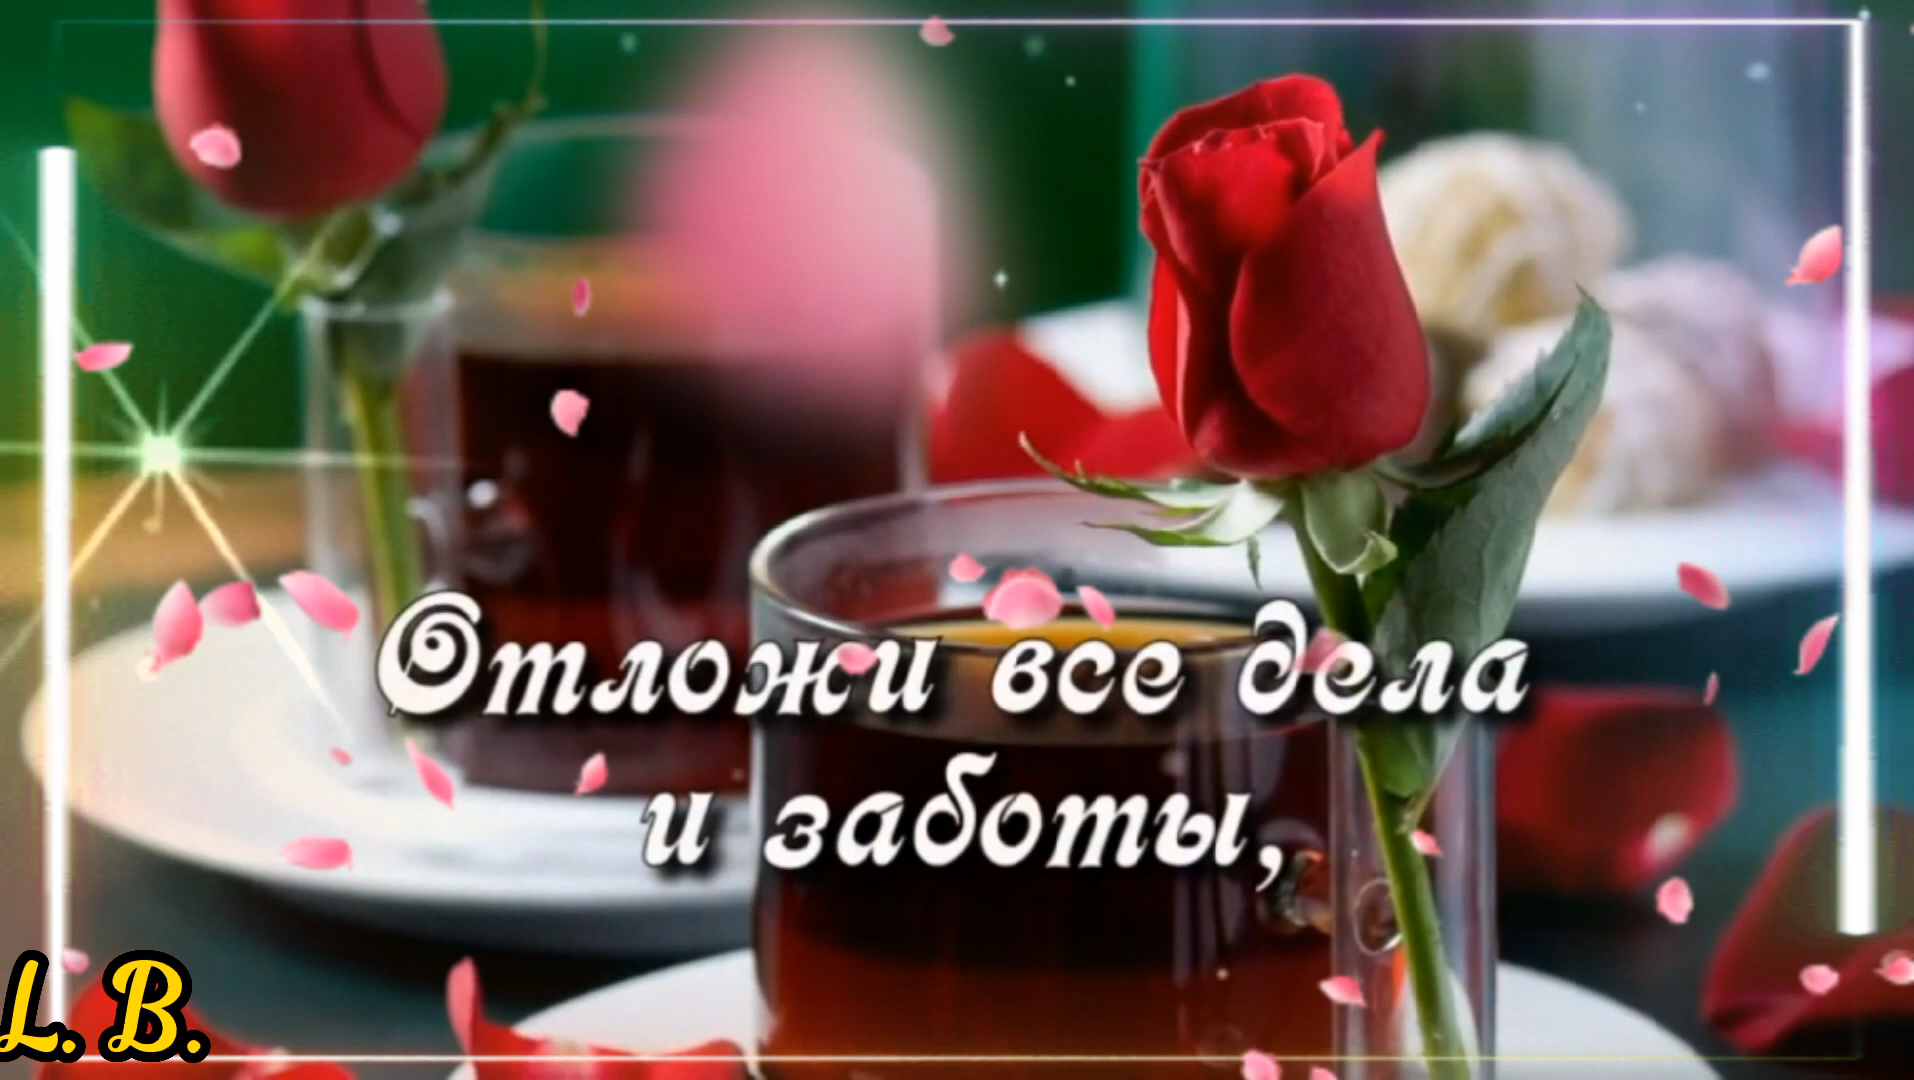 Отложи все дела
и заботы,
L. B.